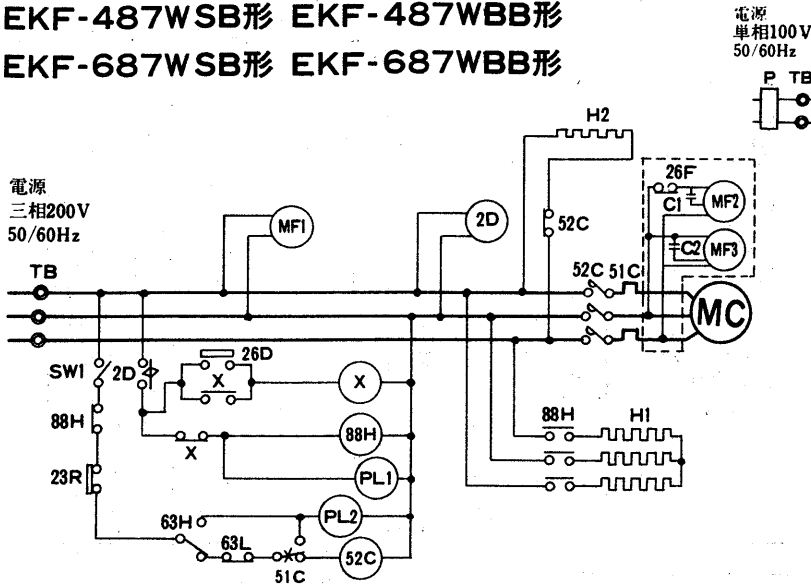 EKF-487WSB形 EKF-487WBB形
EKF-687WSB形 EKF-687WBB形
電源
単相100V
50/60Hz
P TB
H2
電源
三相200V
50/60Hz
26F
C1
MF2
MF1
2D
52C
C2
MF3
TB
52C 51C
MC
SW1
2D
26D
X
X
88H
X
88H
88H
H1
23R
PL1
63H
PL2
63L
51C
52C